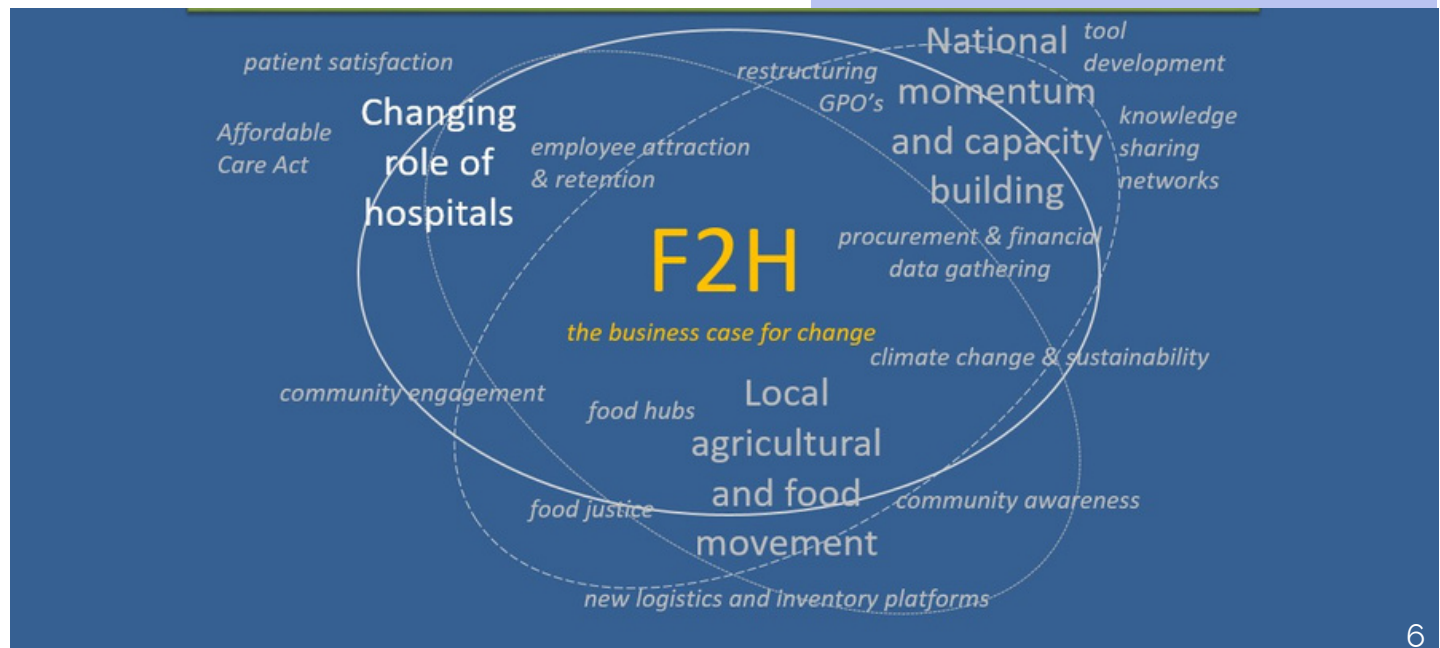 patient satisfaction
Changing
role of
hospitals
Affordable
Care Act
employee attraction
& retention
restructuring
GPO's
National
momentum
and capacity
building
tool
development
knowledge
sharing
networks
procurement & financial
data gathering
F2H
the business case for change
climate change & sustainability
community engagement
food hubs
Local
agricultural
and food
movement
food justice
community awareness
new logistics and inventory platforms
6